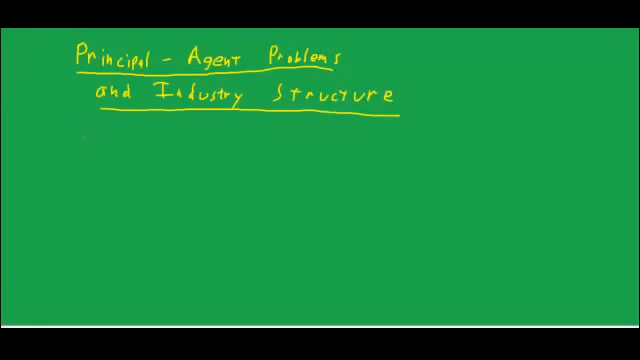 Principal - Agent Problems
and Industry Structure